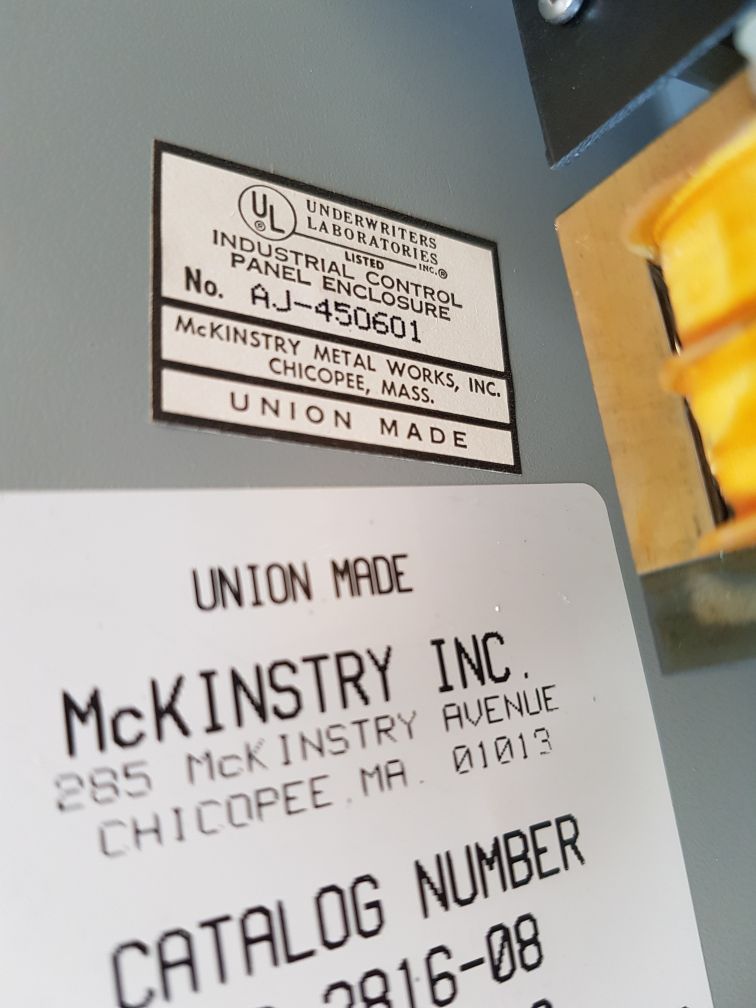 UL
®
UNDERWRITERS
LABORATORIES
INC.®
LISTED
INDUSTRIAL CONTROL
PANEL ENCLOSURE
No. AJ-450601
McKINSTRY METAL WORKS, INC.
CHICOPEE, MASS.
UNION MADE
UNION MADE
McKINSTRY INC.
285 McKINSTRY AVENUE
CHICOPEE.MA. 01013
CATALOG NUMBER
2816-08